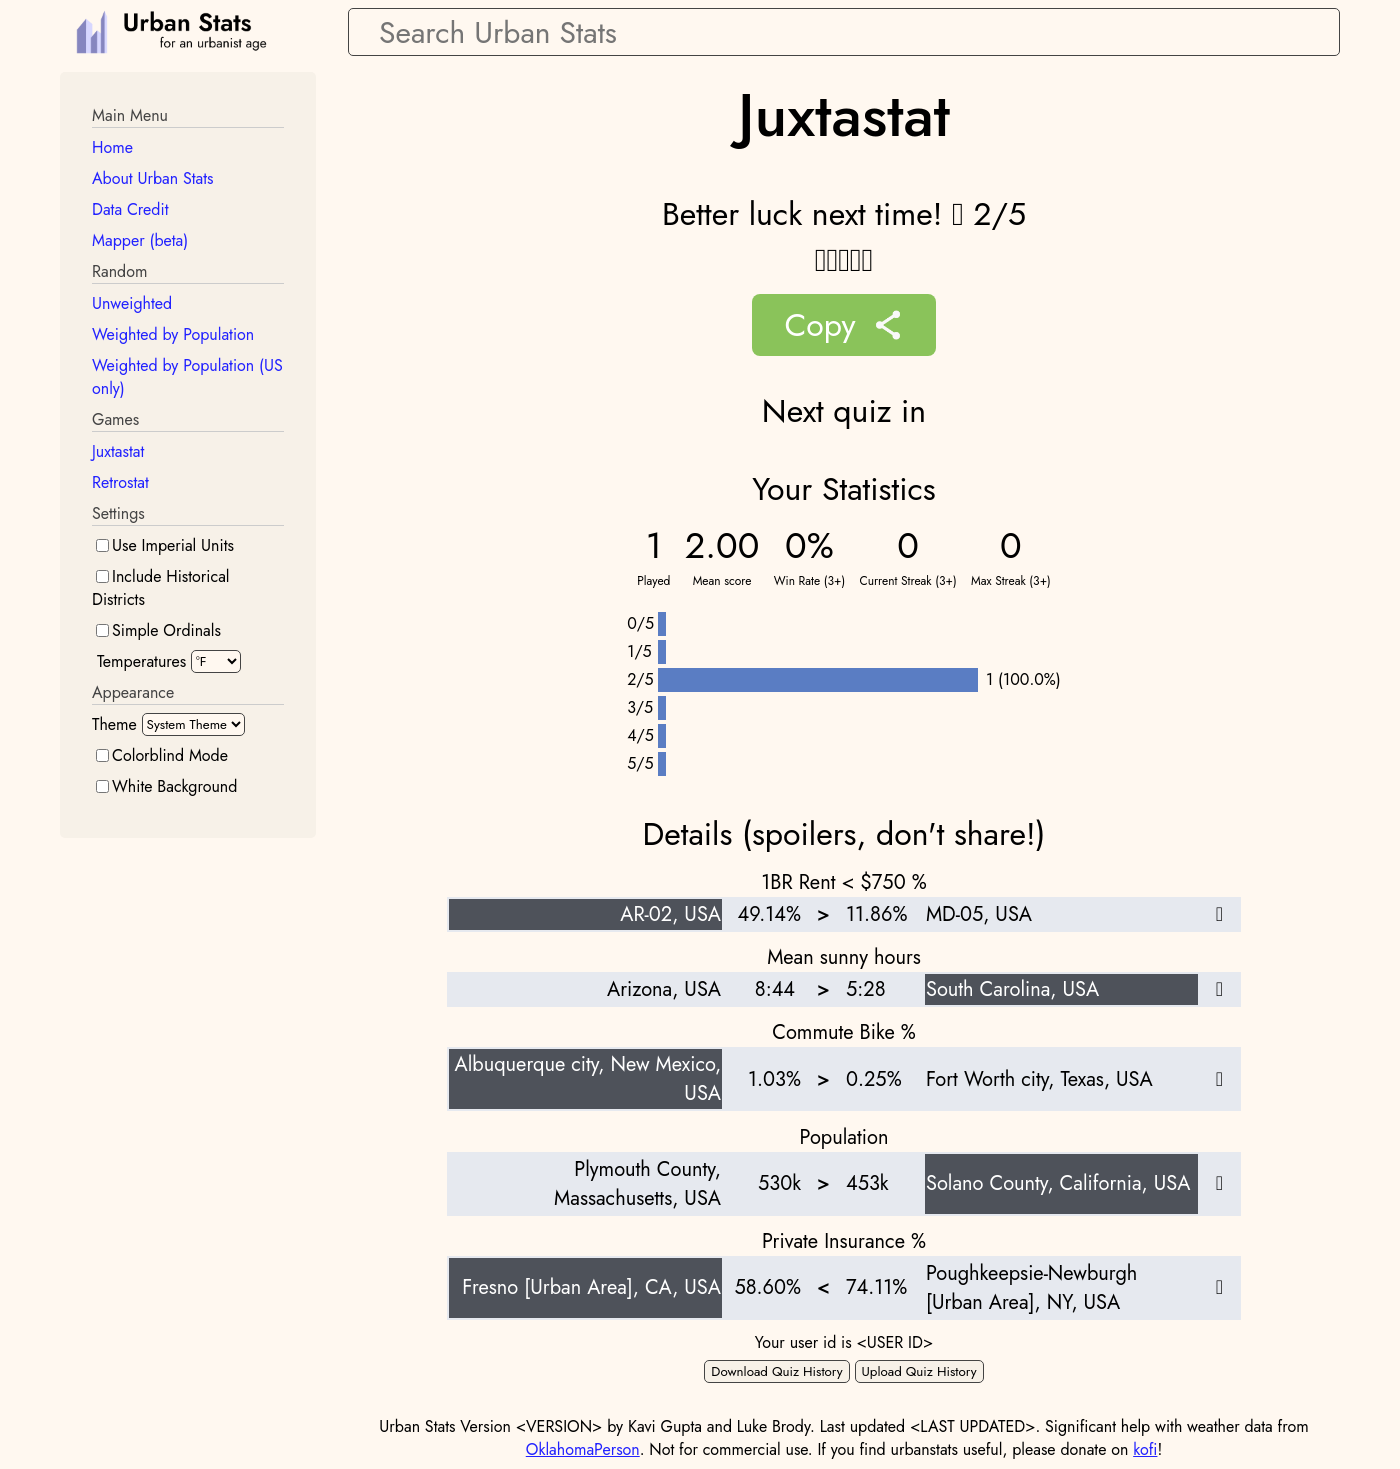 Urban Stats
for an urbanist age
Search Urban Stats
Main Menu
Home
About Urban Stats
Data Credit
Mapper (beta)
Random
Unweighted
Weighted by Population
Weighted by Population (US
only)
Games
Juxtastat
Retrostat
Settings
Use Imperial Units
Include Historical
Districts
Simple Ordinals
Temperatures °F
Appearance
Theme System Theme
Colorblind Mode
White Background
Juxtastat
Better luck next time! 2/5
Copy
Next quiz in
Your Statistics
1 2.00 0% 0 0
Played Mean score Win Rate (3+) Current Streak (3+) Max Streak (3+)
0/5
1/5
2/5 1 (100.0%)
3/5
4/5
5/5
Details (spoilers, don't share!)
1BR Rent < $750 %
AR-02, USA 49.14% > 11.86% MD-05, USA
Mean sunny hours
Arizona, USA 8:44 > 5:28 South Carolina, USA
Commute Bike %
Albuquerque city, New Mexico,
USA 1.03% > 0.25% Fort Worth city, Texas, USA
Population
Plymouth County,
Massachusetts, USA 530k > 453k Solano County, California, USA
Private Insurance %
Fresno [Urban Area], CA, USA 58.60% < 74.11% Poughkeepsie-Newburgh
[Urban Area], NY, USA
Your user id is <USER ID>
Download Quiz History Upload Quiz History
Urban Stats Version <VERSION> by Kavi Gupta and Luke Brody. Last updated <LAST UPDATED>. Significant help with weather data from
OklahomaPerson. Not for commercial use. If you find urbanstats useful, please donate on kofi!